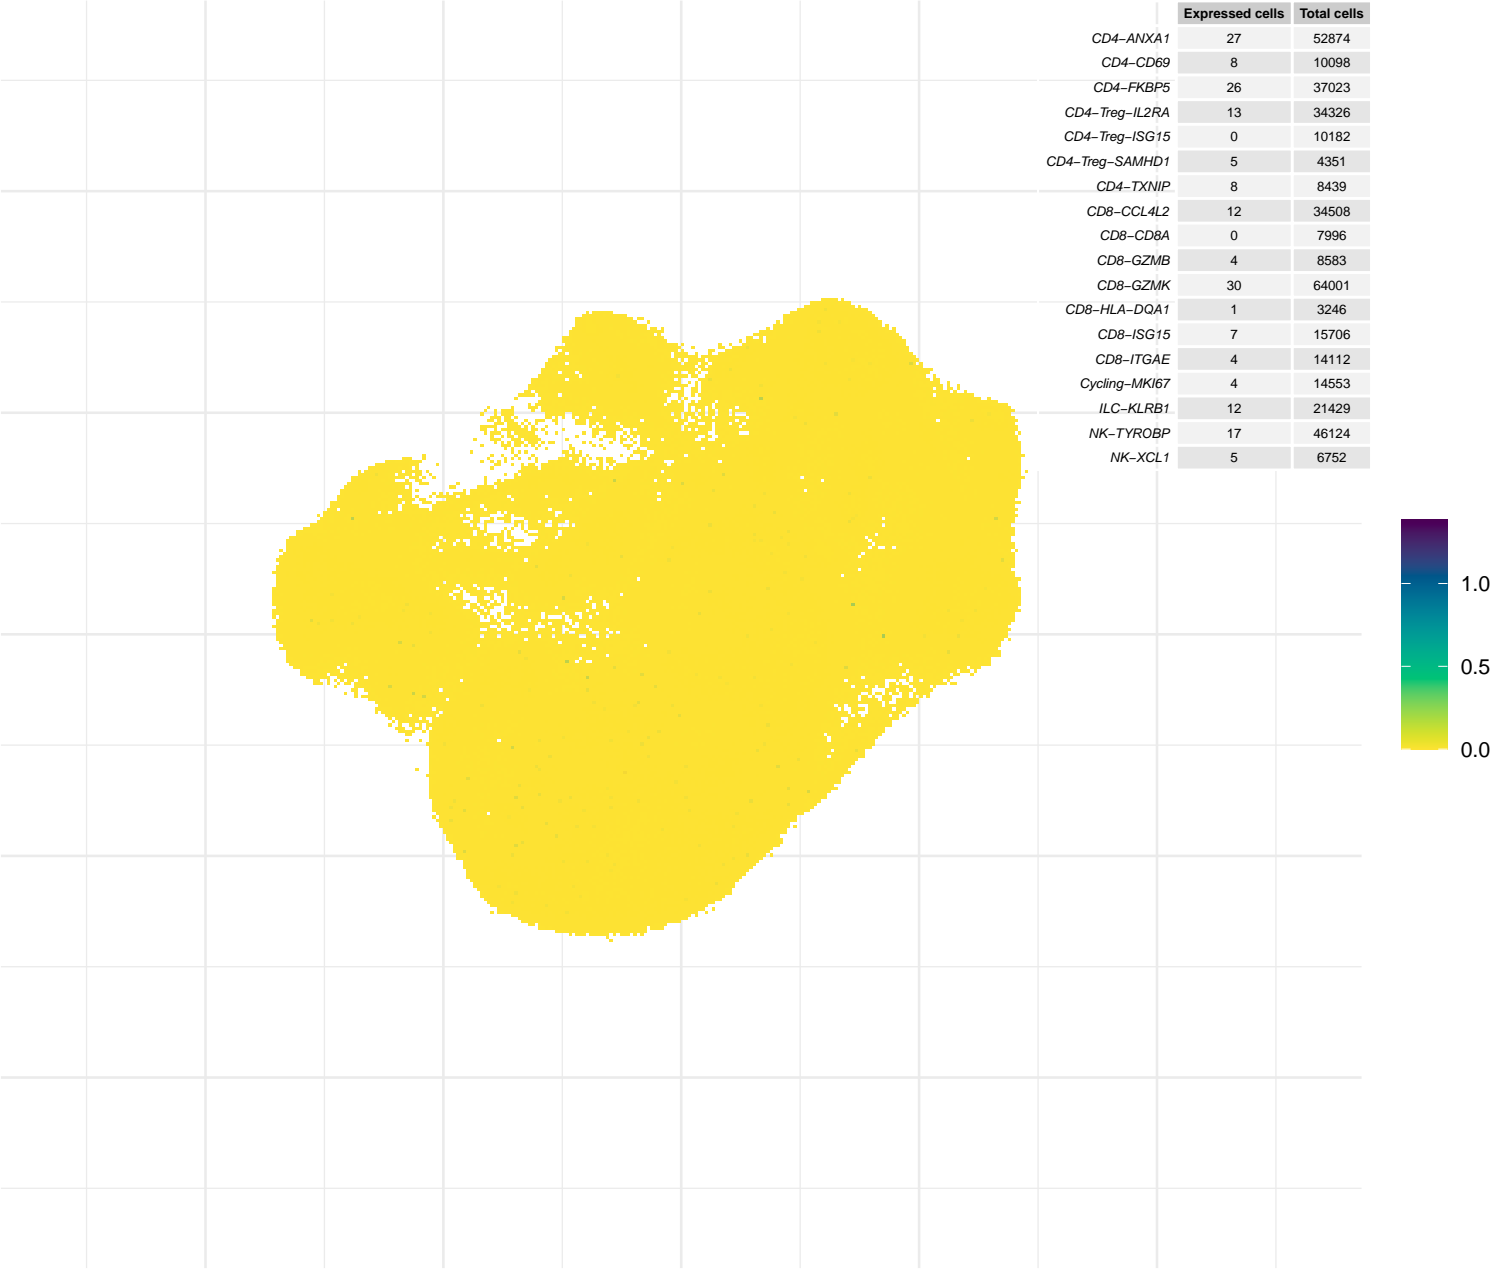 Expressed cells Total cells
CD4−ANXA1 27 52874
CD4−CD69 8 10098
CD4−FKBP5 26 37023
CD4−Treg−IL2RA 13 34326
CD4−Treg−ISG15 0 10182
CD4−Treg−SAMHD1 5 4351
CD4−TXNIP 8 8439
CD8−CCL4L2 12 34508
CD8−CD8A 0 7996
CD8−GZMB 4 8583
CD8−GZMK 30 64001
CD8−HLA−DQA1 1 3246
CD8−ISG15 7 15706
CD8−ITGAE 4 14112
Cycling−MKI67 4 14553
ILC−KLRB1 12 21429
NK−TYROBP 17 46124
NK−XCL1 5 6752
1.0
0.5
0.0